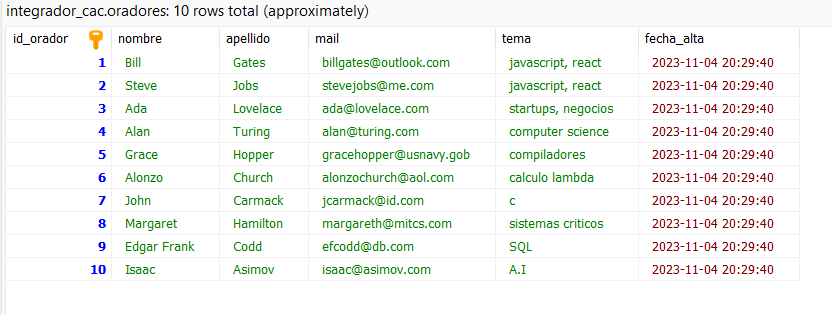 integrador_cac.oradores: 10 rows total (approximately)
id_orador nombre apellido mail tema fecha_alta
1 Bill Gates billgates@outlook.com javascript, react 2023-11-04 20:29:40
2 Steve Jobs stevejobs@me.com javascript, react 2023-11-04 20:29:40
3 Ada Lovelace ada@lovelace.com startups, negocios 2023-11-04 20:29:40
4 Alan Turing alan@turing.com computer science 2023-11-04 20:29:40
5 Grace Hopper gracehopper@usnavy.gob compiladores 2023-11-04 20:29:40
6 Alonzo Church alonzochurch@aol.com calculo lambda 2023-11-04 20:29:40
7 John Carmack jcarmack@id.com c 2023-11-04 20:29:40
8 Margaret Hamilton margareth@mitcs.com sistemas criticos 2023-11-04 20:29:40
9 Edgar Frank Codd efcodd@db.com SQL 2023-11-04 20:29:40
10 Isaac Asimov isaac@asimov.com A.I 2023-11-04 20:29:40